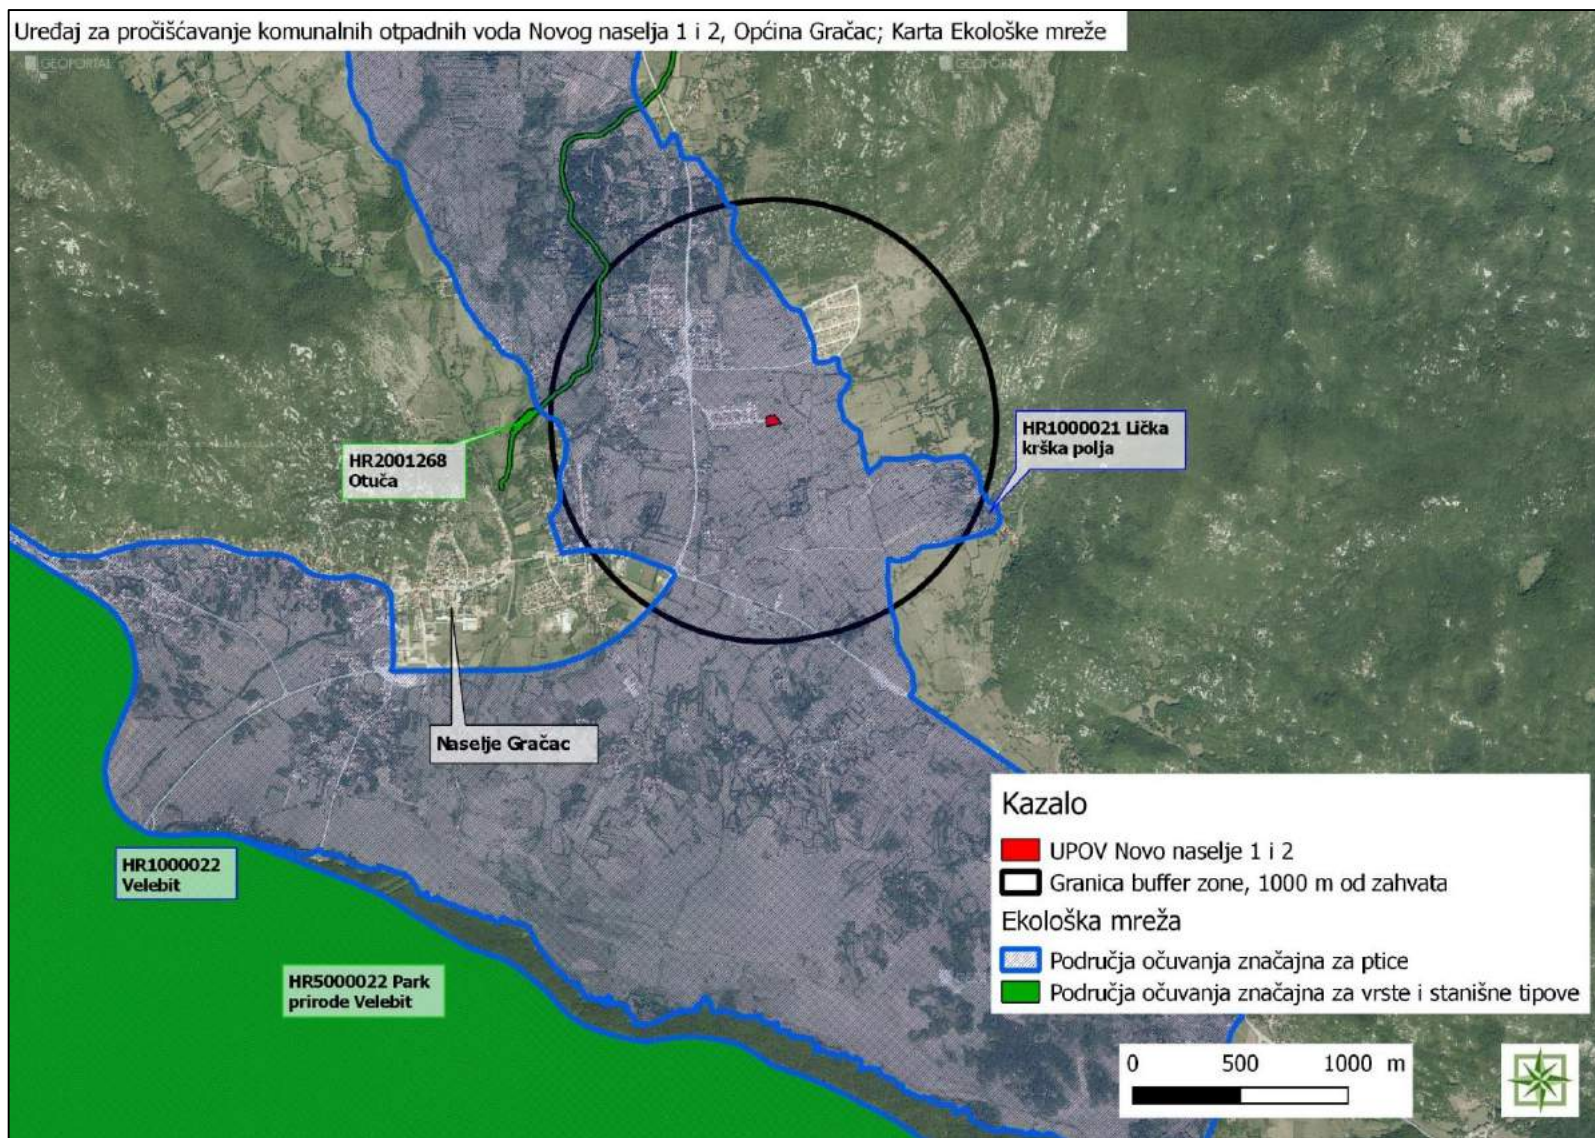 Uređaj za pročišćavanje komunalnih otpadnih voda Novog naselja 1 i 2, Općina Gračac; Karta Ekološke mreže
GEOPORTAL
GEOPORTAL
HR2001268
Otuča
HR1000021 Lička
krška polja
Naselje Gračac
HR1000022
Velebit
HR5000022 Park
prirode Velebit
Kazalo
UPOV Novo naselje 1 i 2
Granica buffer zone, 1000 m od zahvata
Ekološka mreža
Područja očuvanja značajna za ptice
Područja očuvanja značajna za vrste i stanišne tipove
0 500 1000 m